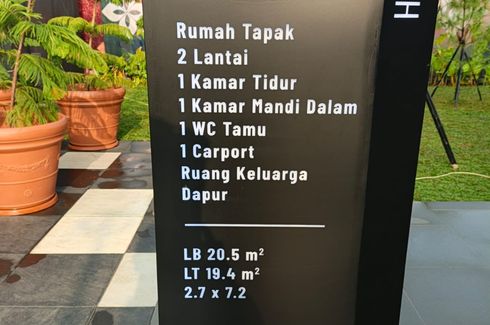 H
Rumah Tapak
2 Lantai
1 Kamar Tidur
1 Kamar Mandi Dalam
1 WC Tamu
1 Carport
Ruang Keluarga
Dapur
LB 20.5 m²
LT 19.4 m²
2.7 x 7.2